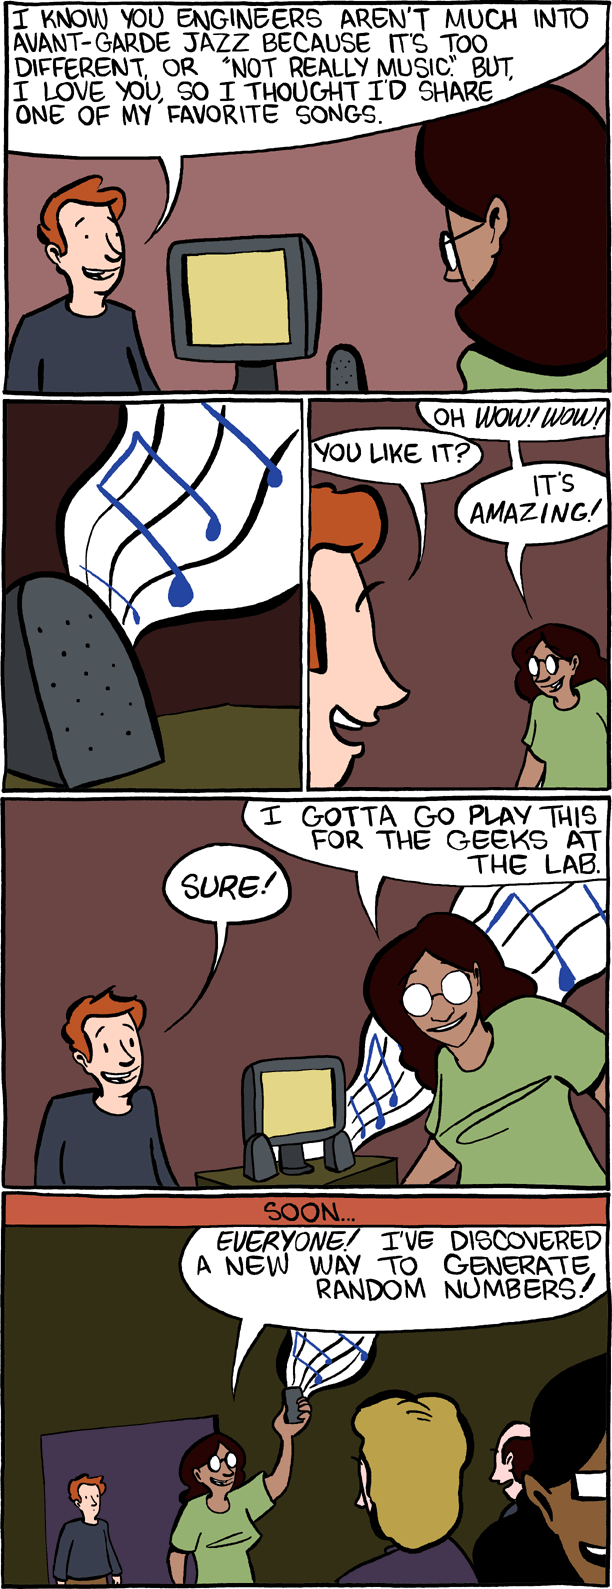 I KNOW YOU ENGINEERS AREN'T MUCH INTO
AVANT-GARDE JAZZ BECAUSE IT'S TOO
DIFFERENT, OR "NOT REALLY MUSIC." BUT,
I LOVE YOU, SO I THOUGHT I'D SHARE
ONE OF MY FAVORITE SONGS.
YOU LIKE IT?
OH WOW! WOW!
IT'S
AMAZING!
I GOTTA GO PLAY THIS
FOR THE GEEKS AT
THE LAB.
SURE!
SOON...
EVERYONE! I'VE DISCOVERED
A NEW WAY TO GENERATE
RANDOM NUMBERS!